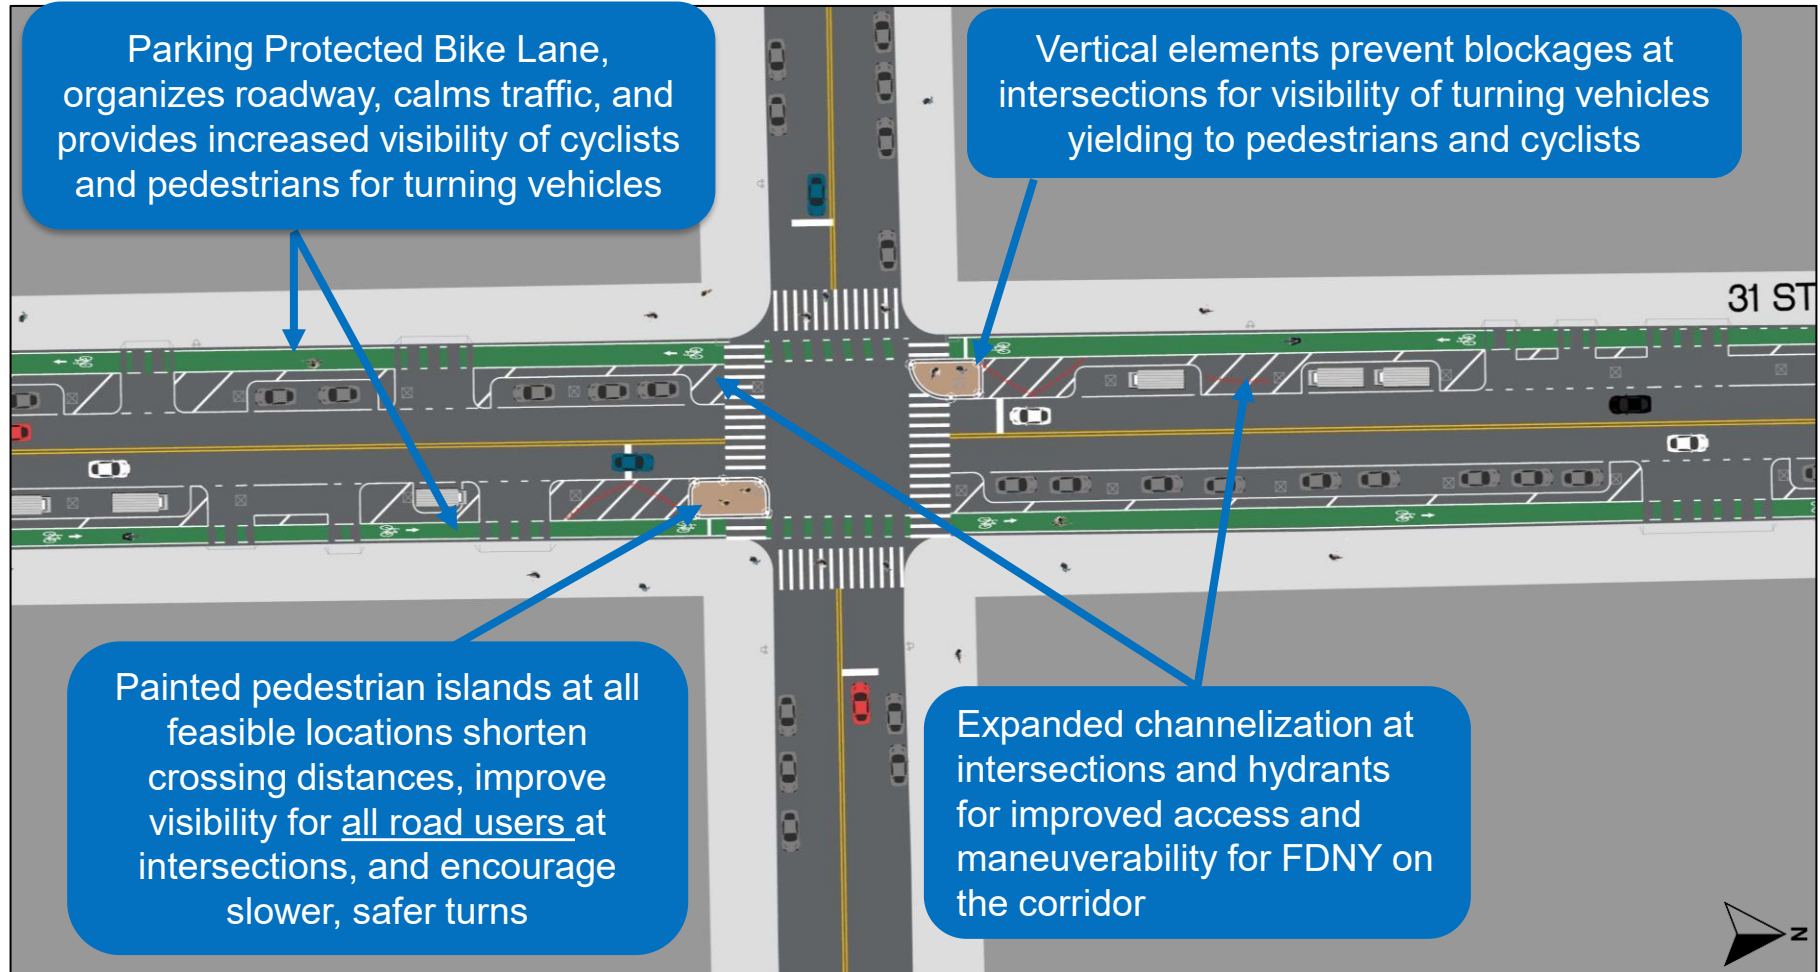 Parking Protected Bike Lane,
organizes roadway, calms traffic, and
provides increased visibility of cyclists
and pedestrians for turning vehicles
Vertical elements prevent blockages at
intersections for visibility of turning vehicles
yielding to pedestrians and cyclists
31 ST
Painted pedestrian islands at all
feasible locations shorten
crossing distances, improve
visibility for all road users at
intersections, and encourage
slower, safer turns
Expanded channelization at
intersections and hydrants
for improved access and
maneuverability for FDNY on
the corridor
N